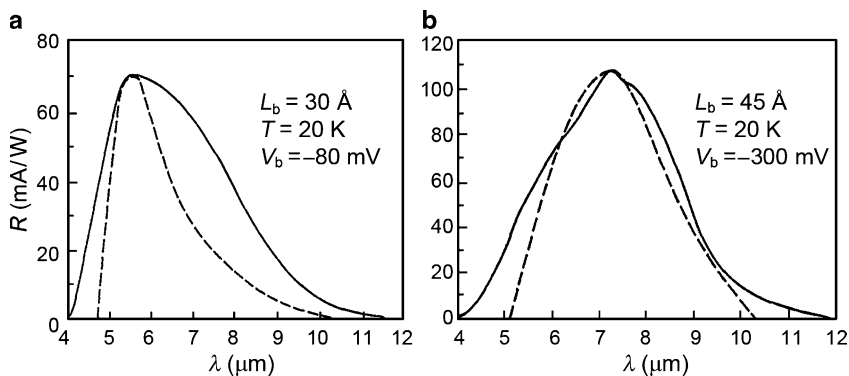 a
80
60
40
20
0
R (mA/W)
L_b = 30 Å
T = 20 K
V_b = –80 mV
4 5 6 7 8 9 10 11 12
λ (μm)
b
120
100
80
60
40
20
0
L_b = 45 Å
T = 20 K
V_b = –300 mV
4 5 6 7 8 9 10 11 12
λ (μm)